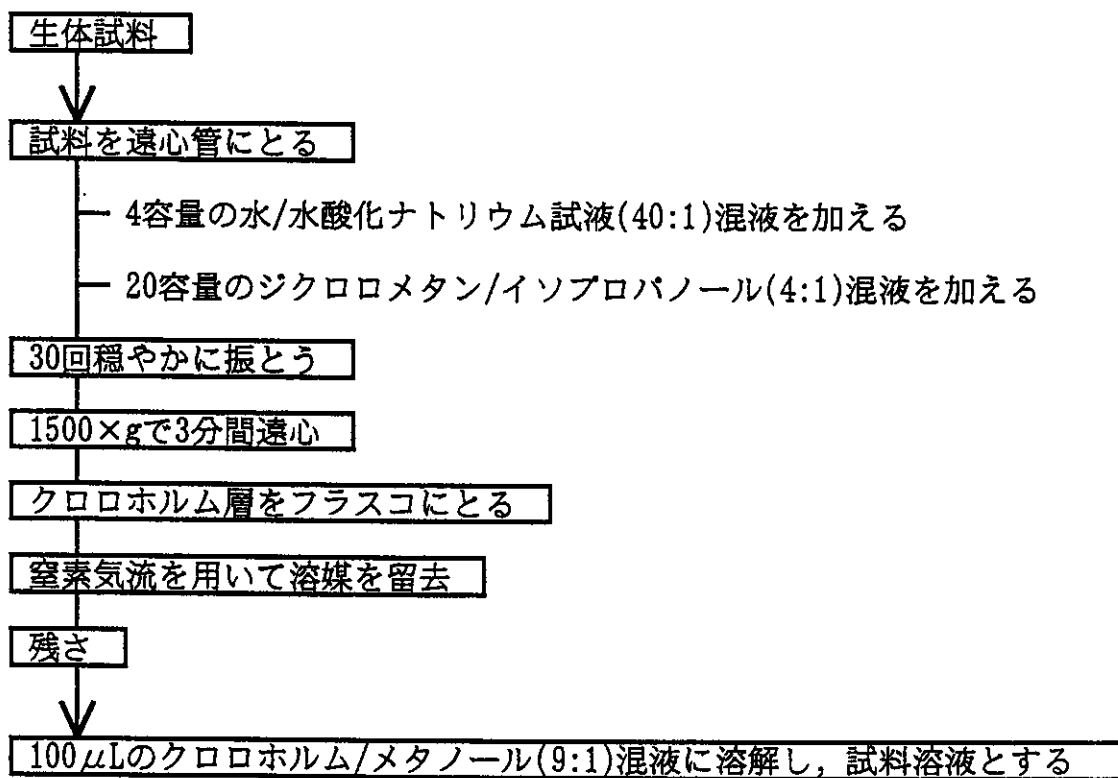 生体試料
試料を遠心管にとる
4容量の水/水酸化ナトリウム試液(40:1)混液を加える
20容量のジクロロメタン/イソプロパノール(4:1)混液を加える
30回穏やかに振とう
1500×gで3分間遠心
クロロホルム層をフラスコにとる
窒素気流を用いて溶媒を留去
残さ
100μLのクロロホルム/メタノール(9:1)混液に溶解し，試料溶液とする